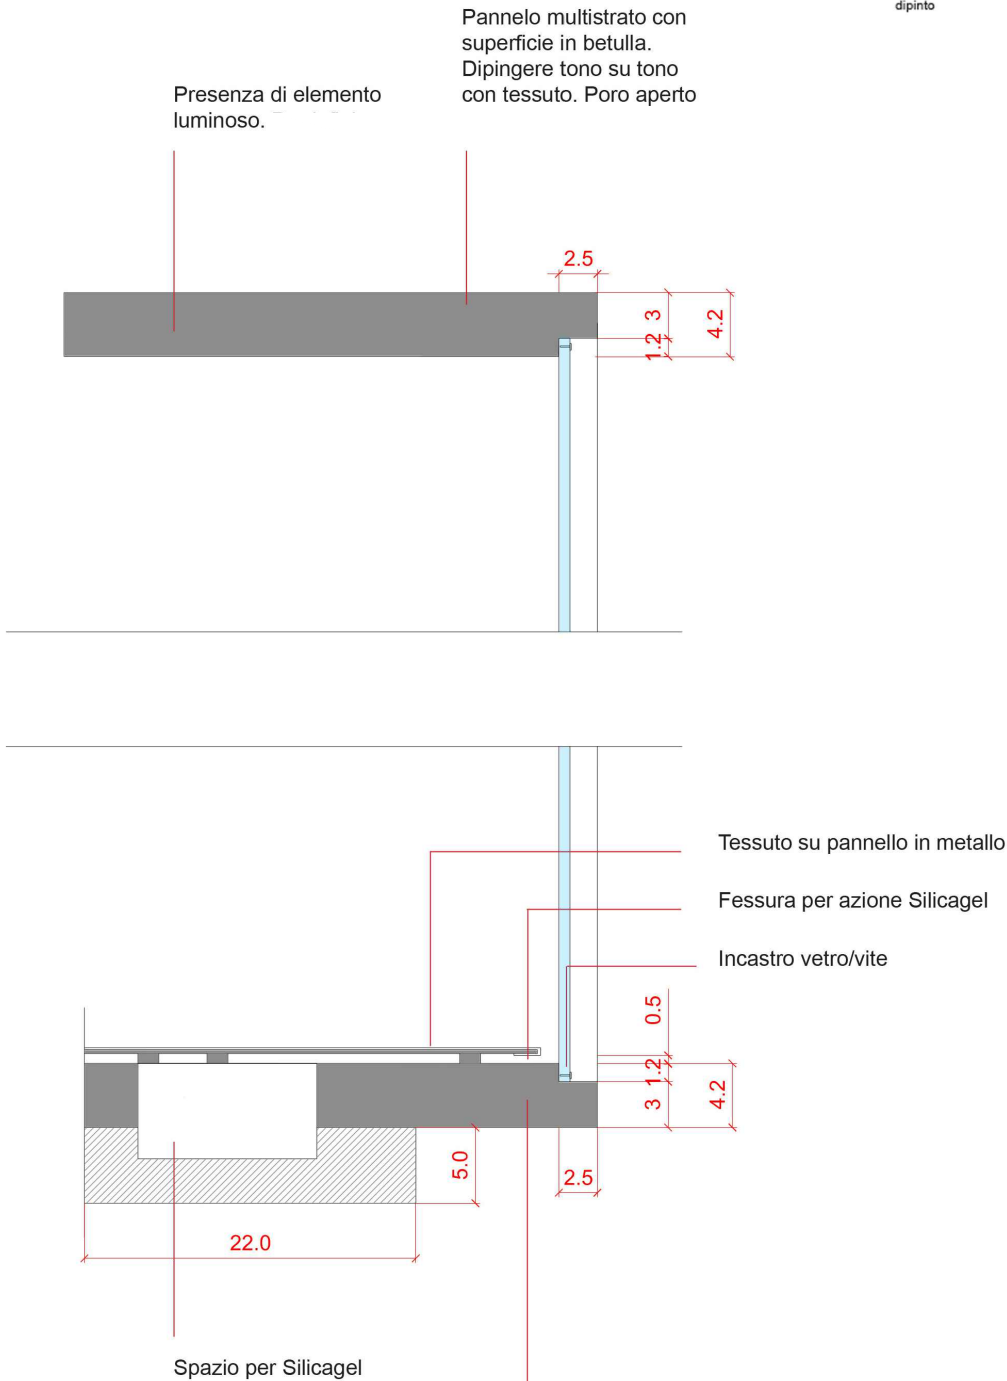 dipinto
Pannelo multistrato con
superficie in betulla.
Dipingere tono su tono
con tessuto. Poro aperto
Presenza di elemento
luminoso.
2.5
3
1.2
4.2
Tessuto su pannello in metallo
Fessura per azione Silicagel
Incastro vetro/vite
0.5
1.2
3
4.2
5.0
2.5
22.0
Spazio per Silicagel